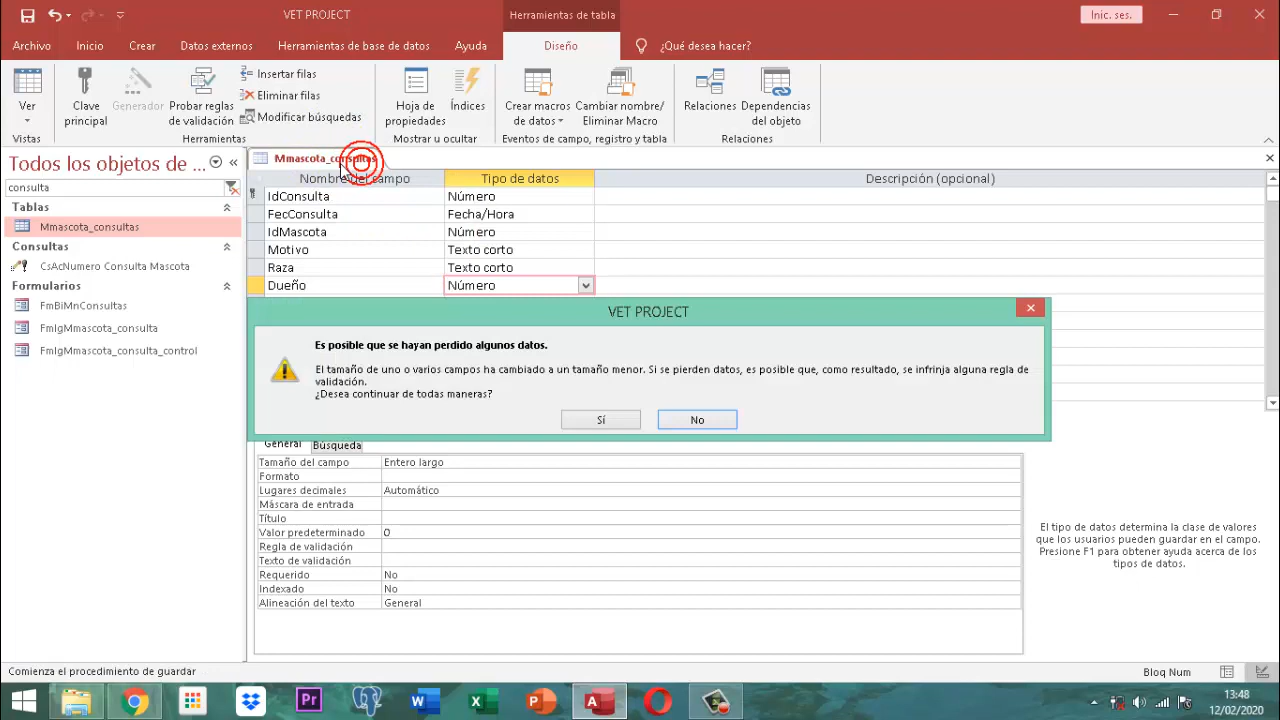 VET PROJECT
Herramientas de tabla
Inic. ses.
Archivo Inicio Crear Datos externos Herramientas de base de datos Ayuda Diseño ¿Qué desea hacer?
Ver
Vistas
Clave principal
Generador
Probar reglas de validación
Insertar filas
Eliminar filas
Modificar búsquedas
Herramientas
Hoja de propiedades
Índices
Mostrar u ocultar
Crear macros de datos
Cambiar nombre/ Eliminar Macro
Eventos de campo, registro y tabla
Relaciones
Dependencias del objeto
Relaciones
Todos los objetos de ...
consulta
Tablas
Mmascota_consultas
Consultas
CsAcNumero Consulta Mascota
Formularios
FmBiMnConsultas
FmIgMmascota_consulta
FmIgMmascota_consulta_control
Mmascota_consultas
Nombre del campo Tipo de datos Descripción (opcional)
IdConsulta Número
FecConsulta Fecha/Hora
IdMascota Número
Motivo Texto corto
Raza Texto corto
Dueño Número
VET PROJECT
Es posible que se hayan perdido algunos datos.
El tamaño de uno o varios campos ha cambiado a un tamaño menor. Si se pierden datos, es posible que, como resultado, se infrinja alguna regla de
validación.
¿Desea continuar de todas maneras?
Sí No
General Búsqueda
Tamaño del campo Entero largo
Formato
Lugares decimales Automático
Máscara de entrada
Título
Valor predeterminado 0
Regla de validación
Texto de validación
Requerido No
Indexado No
Alineación del texto General
El tipo de datos determina la clase de valores
que los usuarios pueden guardar en el campo.
Presione F1 para obtener ayuda acerca de los
tipos de datos.
Comienza el procedimiento de guardar
Bloq Num
Pr
13:48
12/02/2020